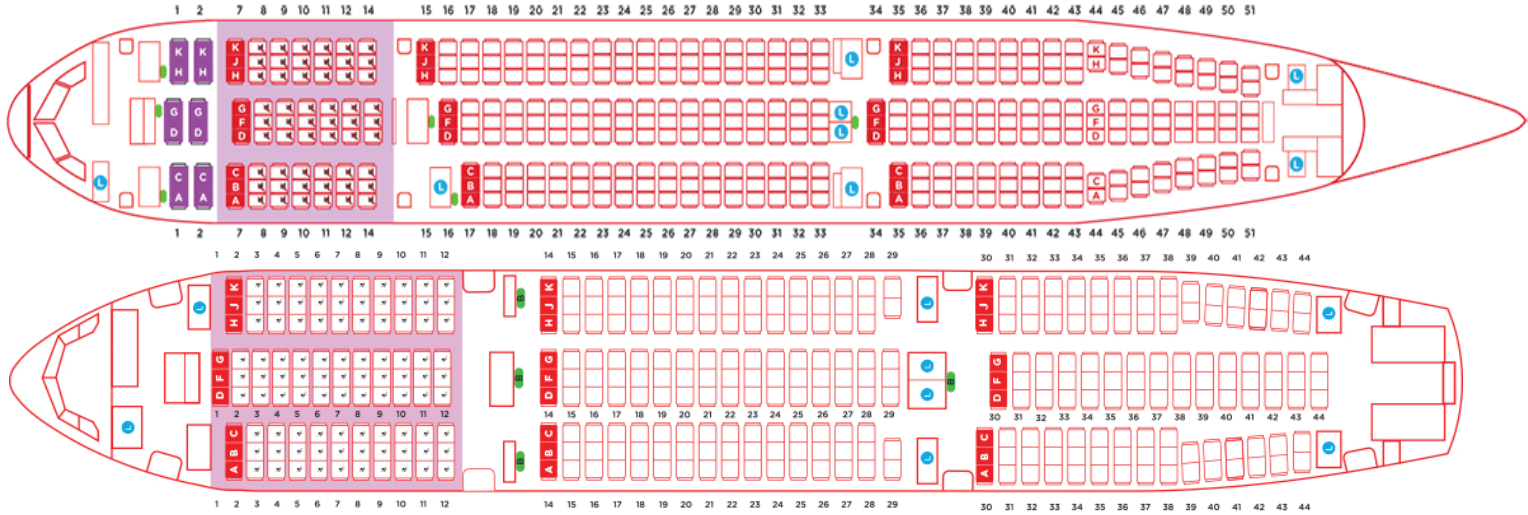 1 2 7 8 9 10 11 12 14 15 16 17 18 19 20 21 22 23 24 25 26 27 28 29 30 31 32 33 34 35 36 37 38 39 40 41 42 43 44 45 46 47 48 49 50 51
K K K K K K
J J L J
H H H H H H L
G G G G L G G
F F F F
D D D D L D D
C C C C C L
L B L B L B
A A A A A A
1 2 7 8 9 10 11 12 14 15 16 17 18 19 20 21 22 23 24 25 26 27 28 29 30 31 32 33 34 35 36 37 38 39 40 41 42 43 44 45 46 47 48 49 50 51
1 2 3 4 5 6 7 8 9 10 11 12 14 15 16 17 18 19 20 21 22 23 24 25 26 27 28 29 30 31 32 33 34 35 36 37 38 39 40 41 42 43 44
K K K
L J B J L J L
H H H
G G L G
F B F B F
D D L D
1 2 3 4 5 6 7 8 9 10 11 12 14 15 16 17 18 19 20 21 22 23 24 25 26 27 28 29 30 31 32 33 34 35 36 37 38 39 40 41 42 43 44
L C C C
B B B B L B L
A A A
1 2 3 4 5 6 7 8 9 10 11 12 14 15 16 17 18 19 20 21 22 23 24 25 26 27 28 29 30 31 32 33 34 35 36 37 38 39 40 41 42 43 44